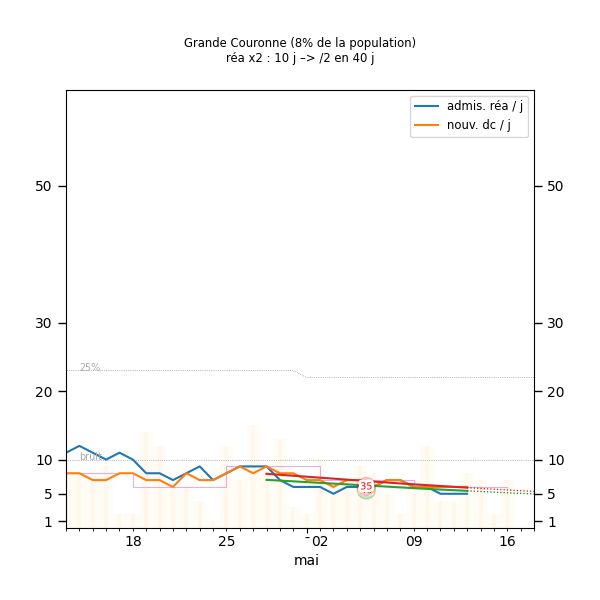 Grande Couronne (8% de la population)
réa x2 : 10 j –> /2 en 40 j
admis. réa / j
nouv. dc / j
50 50
30 30
25%
20 20
bruit
10 10
35
5 5
1 1
18 25 02 09 16
mai